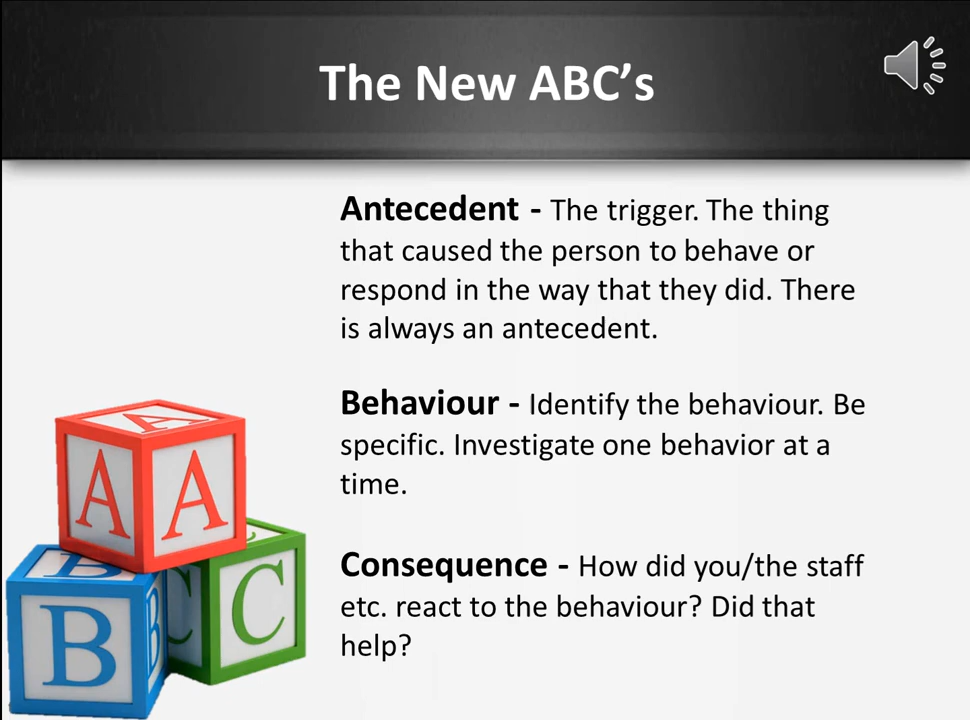 The New ABC’s
Antecedent - The trigger. The thing
that caused the person to behave or
respond in the way that they did. There
is always an antecedent.
Behaviour - Identify the behaviour. Be
specific. Investigate one behavior at a
time.
Consequence - How did you/the staff
etc. react to the behaviour? Did that
help?
A
A A
B
B B
C
C C